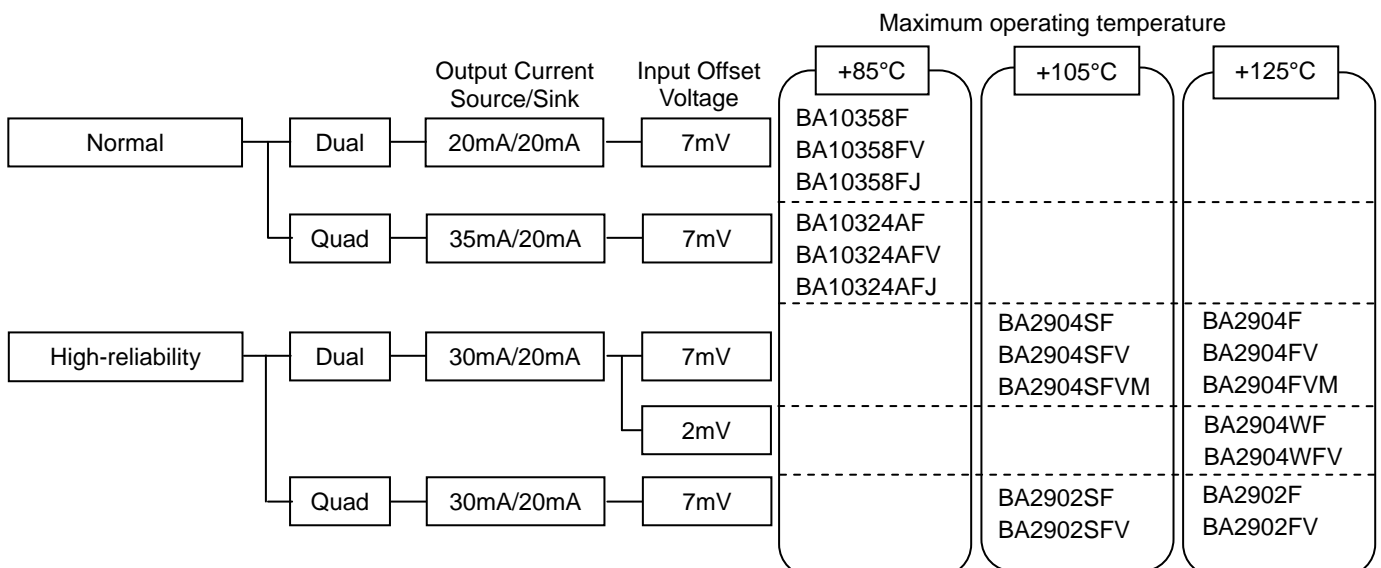 Maximum operating temperature
Output Current
Source/Sink
Input Offset
Voltage
+85°C
+105°C
+125°C
Normal
Dual
20mA/20mA
7mV
BA10358F
BA10358FV
BA10358FJ
Quad
35mA/20mA
7mV
BA10324AF
BA10324AFV
BA10324AFJ
High-reliability
Dual
30mA/20mA
7mV
BA2904SF
BA2904SFV
BA2904SFVM
BA2904F
BA2904FV
BA2904FVM
2mV
BA2904WF
BA2904WFV
Quad
30mA/20mA
7mV
BA2902SF
BA2902SFV
BA2902F
BA2902FV